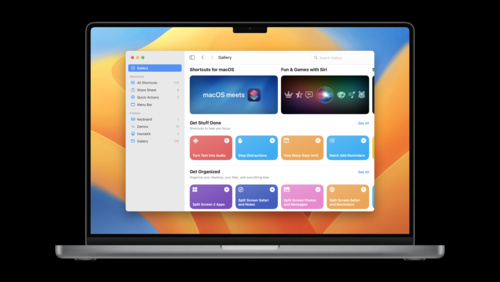 Gallery
All Shortcuts
Share Sheet
Quick Actions
Menu Bar
Keyboard
Demos
HomeKit
Gallery
Gallery
Search Gallery
Shortcuts for macOS
Fun & Games with Siri
macOS meets
Get Stuff Done
See All
Shortcuts to help you focus
Turn Text Into Audio
Stop Distractions
How Many Days Until
Quick Add Reminders
Get Organized
See All
Organize your desktop, your files, and everything else
Split Screen 2 Apps
Split Screen Safari and Notes
Split Screen Photos and Messages
Split Screen Safari and Reminders